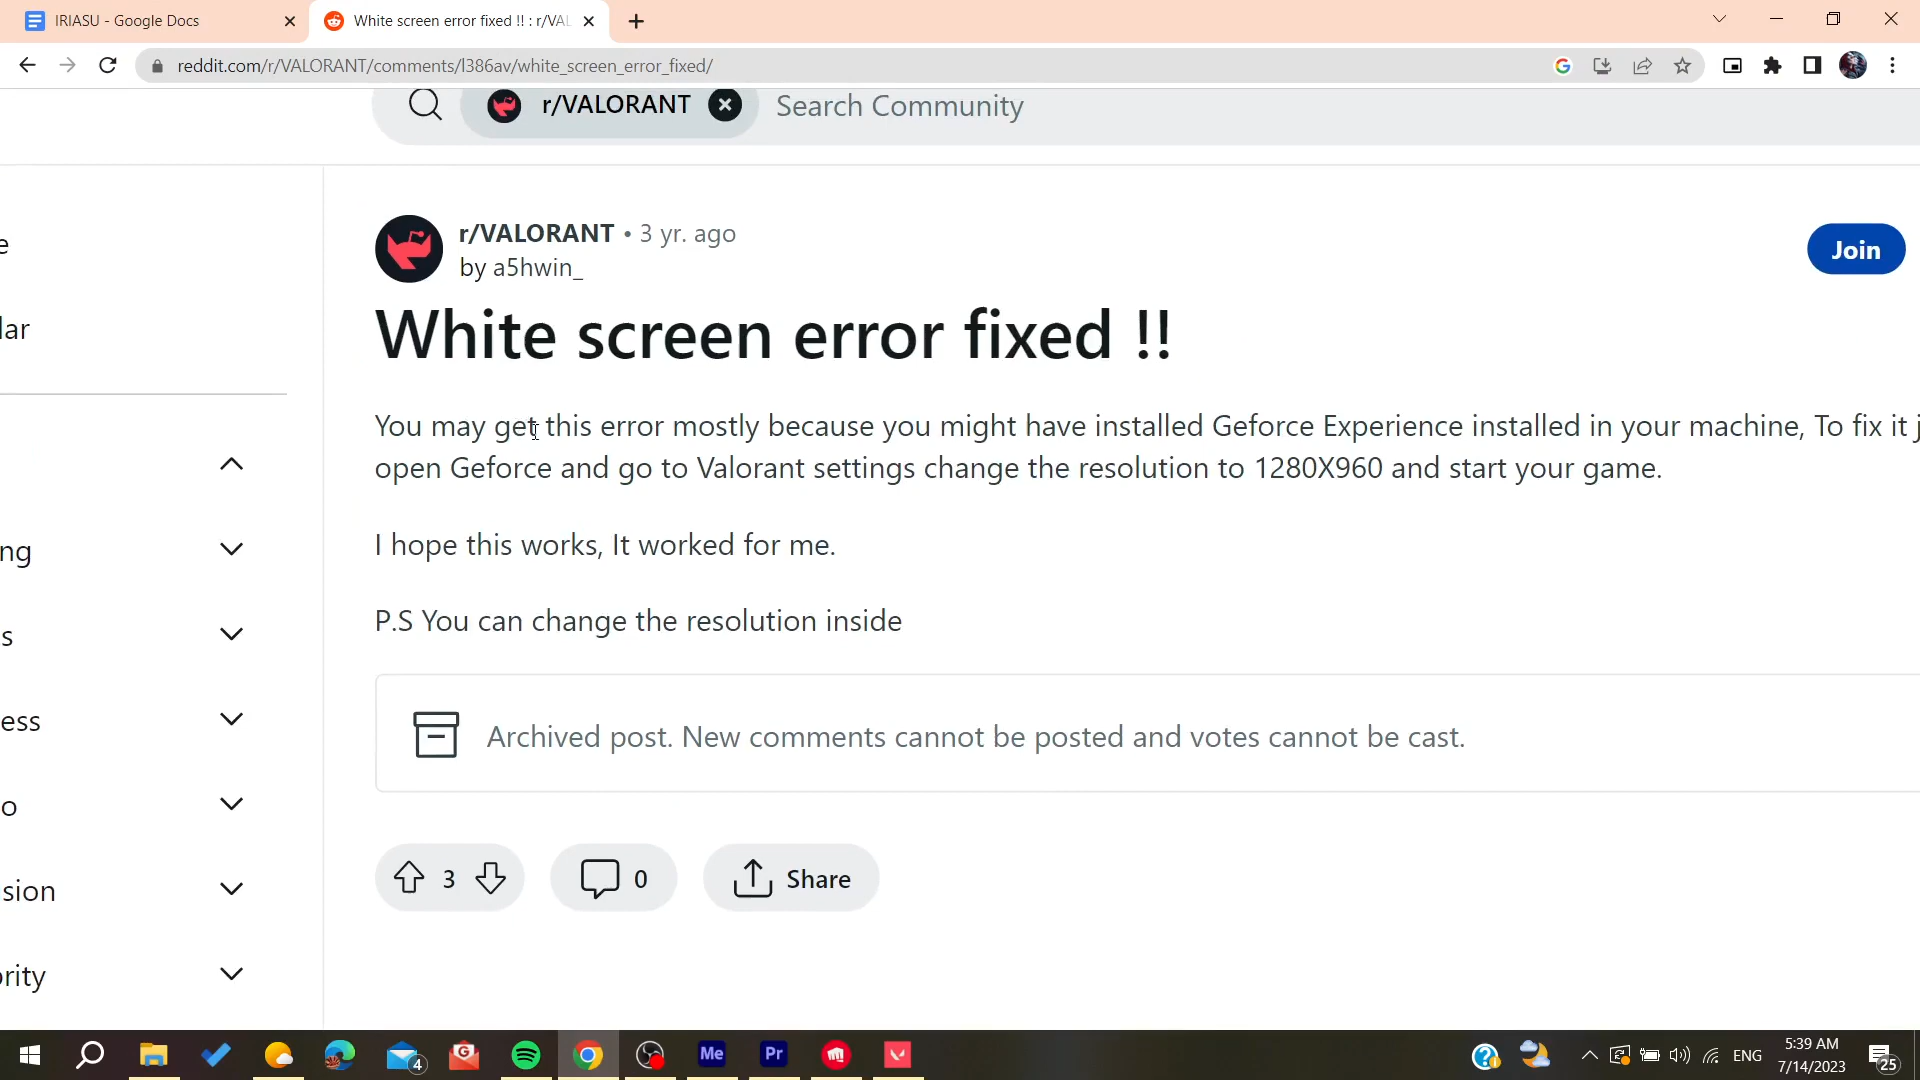 IRIASU - Google Docs
White screen error fixed !! : r/VAL
reddit.com/r/VALORANT/comments/l386av/white_screen_error_fixed/
r/VALORANT
Search Community
r/VALORANT • 3 yr. ago
by a5hwin_
Join
White screen error fixed !!
You may get this error mostly because you might have installed Geforce Experience installed in your machine, To fix it j
open Geforce and go to Valorant settings change the resolution to 1280X960 and start your game.
I hope this works, It worked for me.
P.S You can change the resolution inside
Archived post. New comments cannot be posted and votes cannot be cast.
3
0
Share
e
lar
ng
s
ess
o
sion
ority
4
G
Me
Pr
ENG
5:39 AM
7/14/2023
25